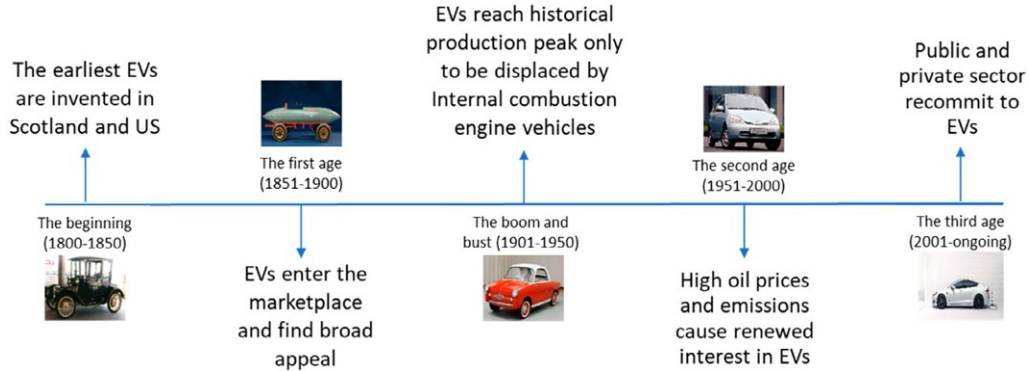 The earliest EVs
are invented in
Scotland and US
The beginning
(1800-1850)
The first age
(1851-1900)
EVs enter the
marketplace
and find broad
appeal
EVs reach historical
production peak only
to be displaced by
Internal combustion
engine vehicles
The boom and
bust (1901-1950)
The second age
(1951-2000)
High oil prices
and emissions
cause renewed
interest in EVs
Public and
private sector
recommit to
EVs
The third age
(2001-ongoing)